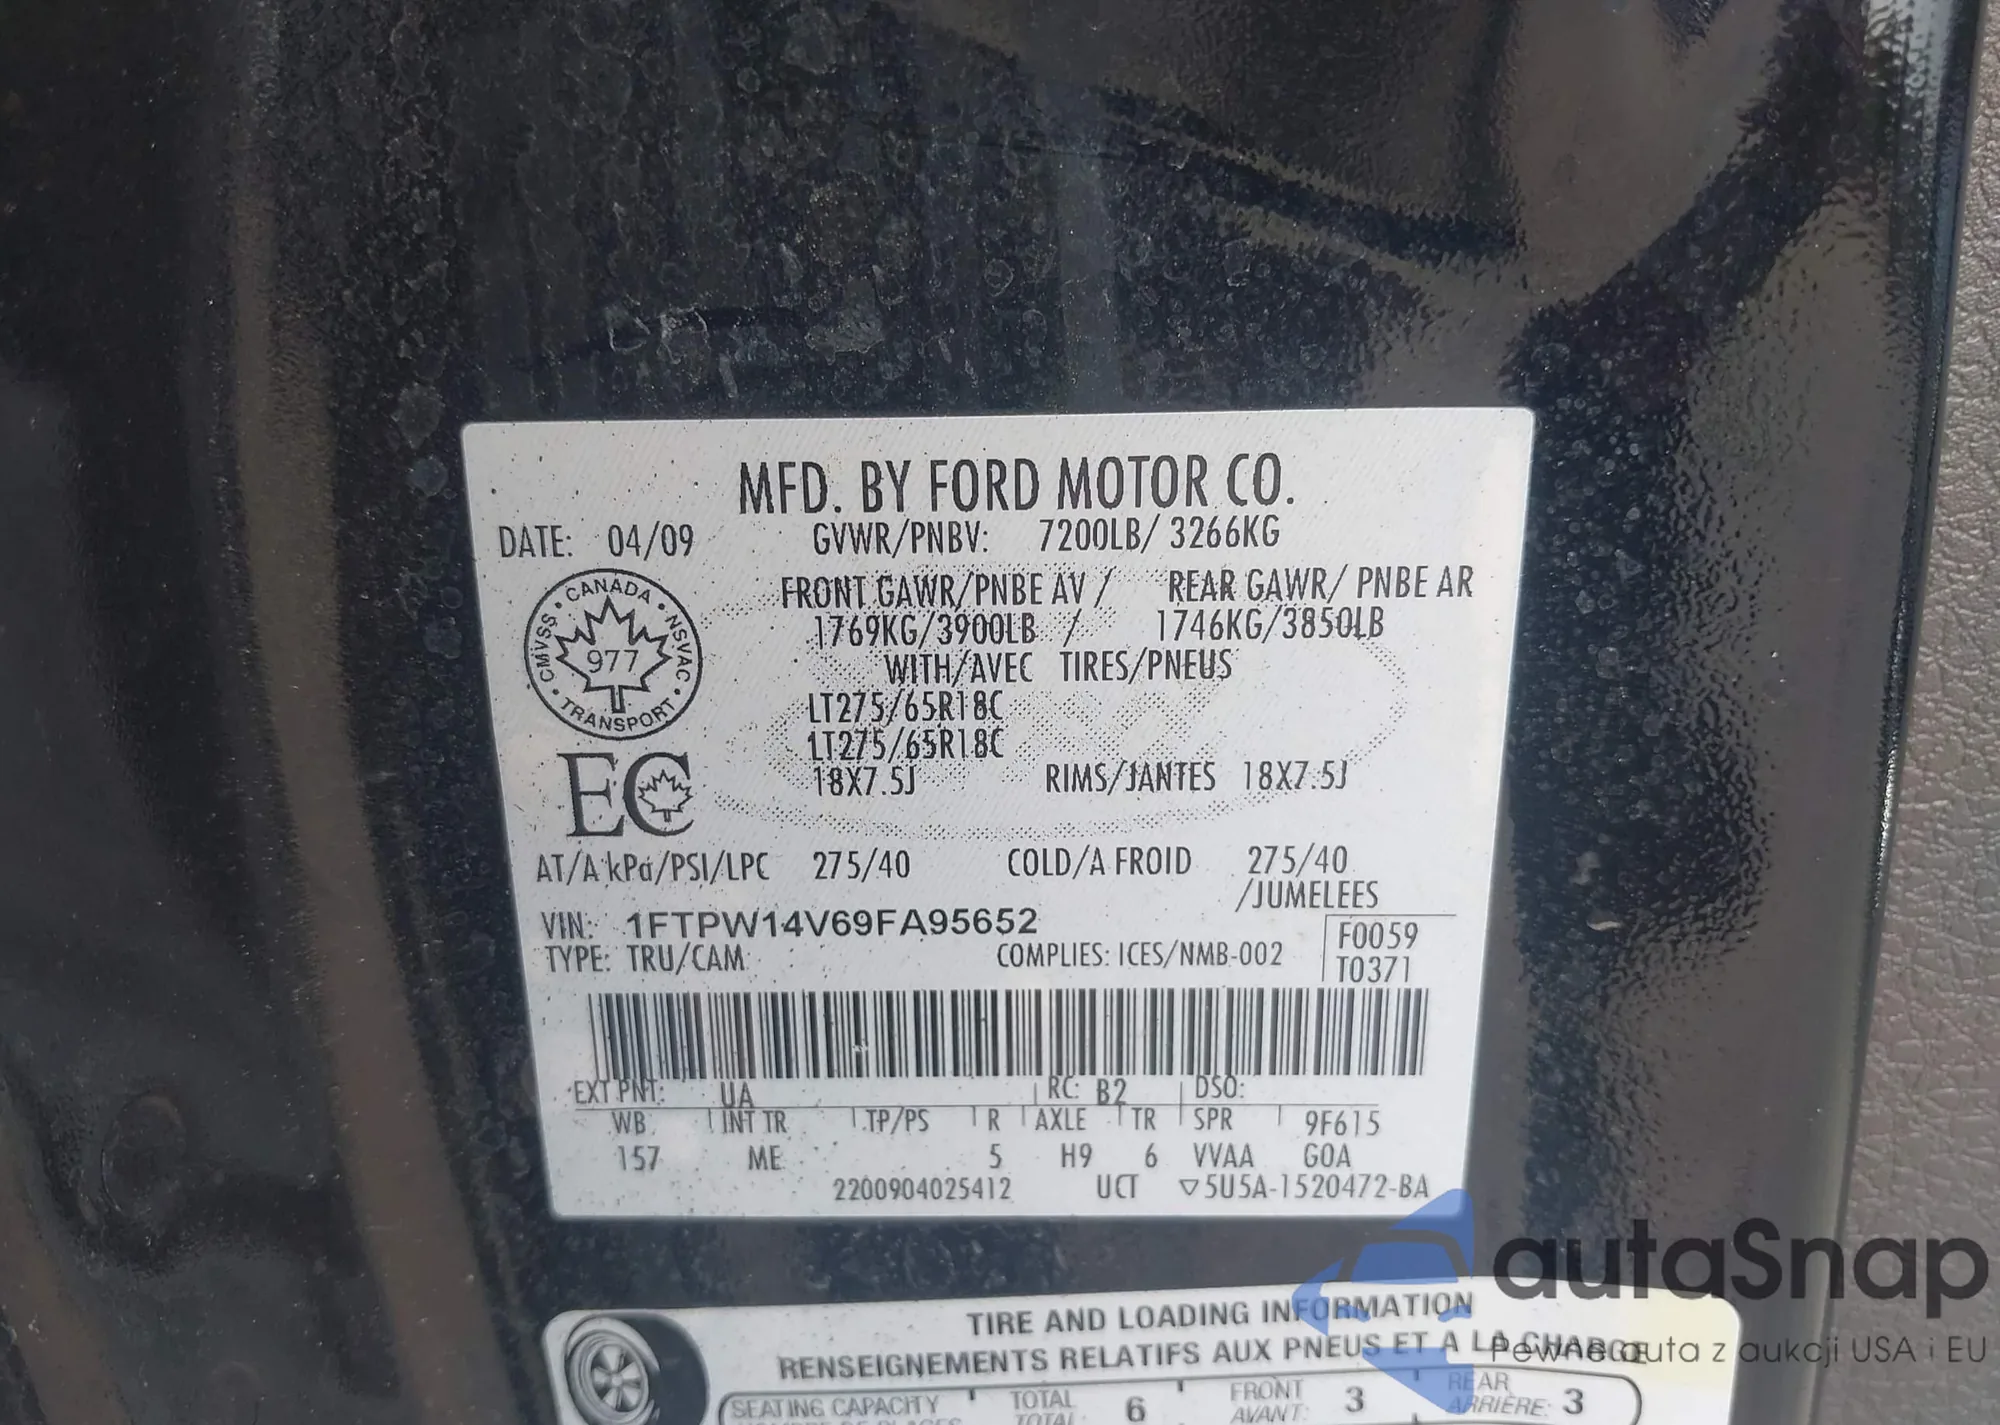 MFD. BY FORD MOTOR CO.
DATE: 04/09 GVWR/PNBV: 7200LB/ 3266KG
FRONT GAWR/PNBE AV / REAR GAWR/ PNBE AR
1769KG/3900LB / 1746KG/3850LB
WITH/AVEC TIRES/PNEUS
LT275/65R18C
LT275/65R18C
18X7.5J RIMS/JANTES 18X7.5J
CANADA
CMVSS NSVAC
977
TRANSPORT
EC
AT/A kPa/PSI/LPC 275/40 COLD/A FROID 275/40
/JUMELEES
VIN: 1FTPW14V69FA95652
TYPE: TRU/CAM COMPLIES: ICES/NMB-002
F0059
T0371
EXT PNT: UA RC: B2 DSO:
WB INT TR TP/PS R AXLE TR SPR 9F615
157 ME 5 H9 6 VVAA GOA
2200904025412 UCT ▽5U5A-1520472-BA
autaSnap
Pewne auta z aukcji USA i EU
TIRE AND LOADING INFORMATION
RENSEIGNEMENTS RELATIFS AUX PNEUS ET A LA CHARGE
SEATING CAPACITY TOTAL 6 FRONT 3 REAR 3
TOTAL: AVANT: ARRIÈRE: